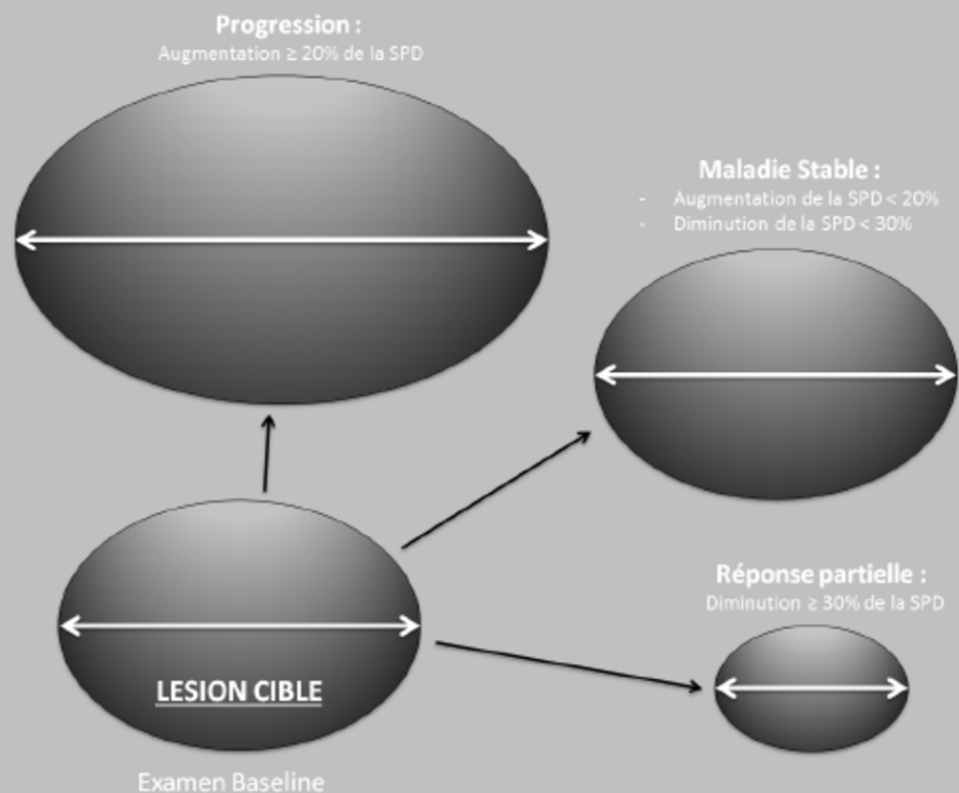 Progression :
Augmentation ≥ 20% de la SPD
Maladie Stable :
- Augmentation de la SPD < 20%
- Diminution de la SPD < 30%
Réponse partielle :
Diminution ≥ 30% de la SPD
LESION CIBLE
Examen Baseline